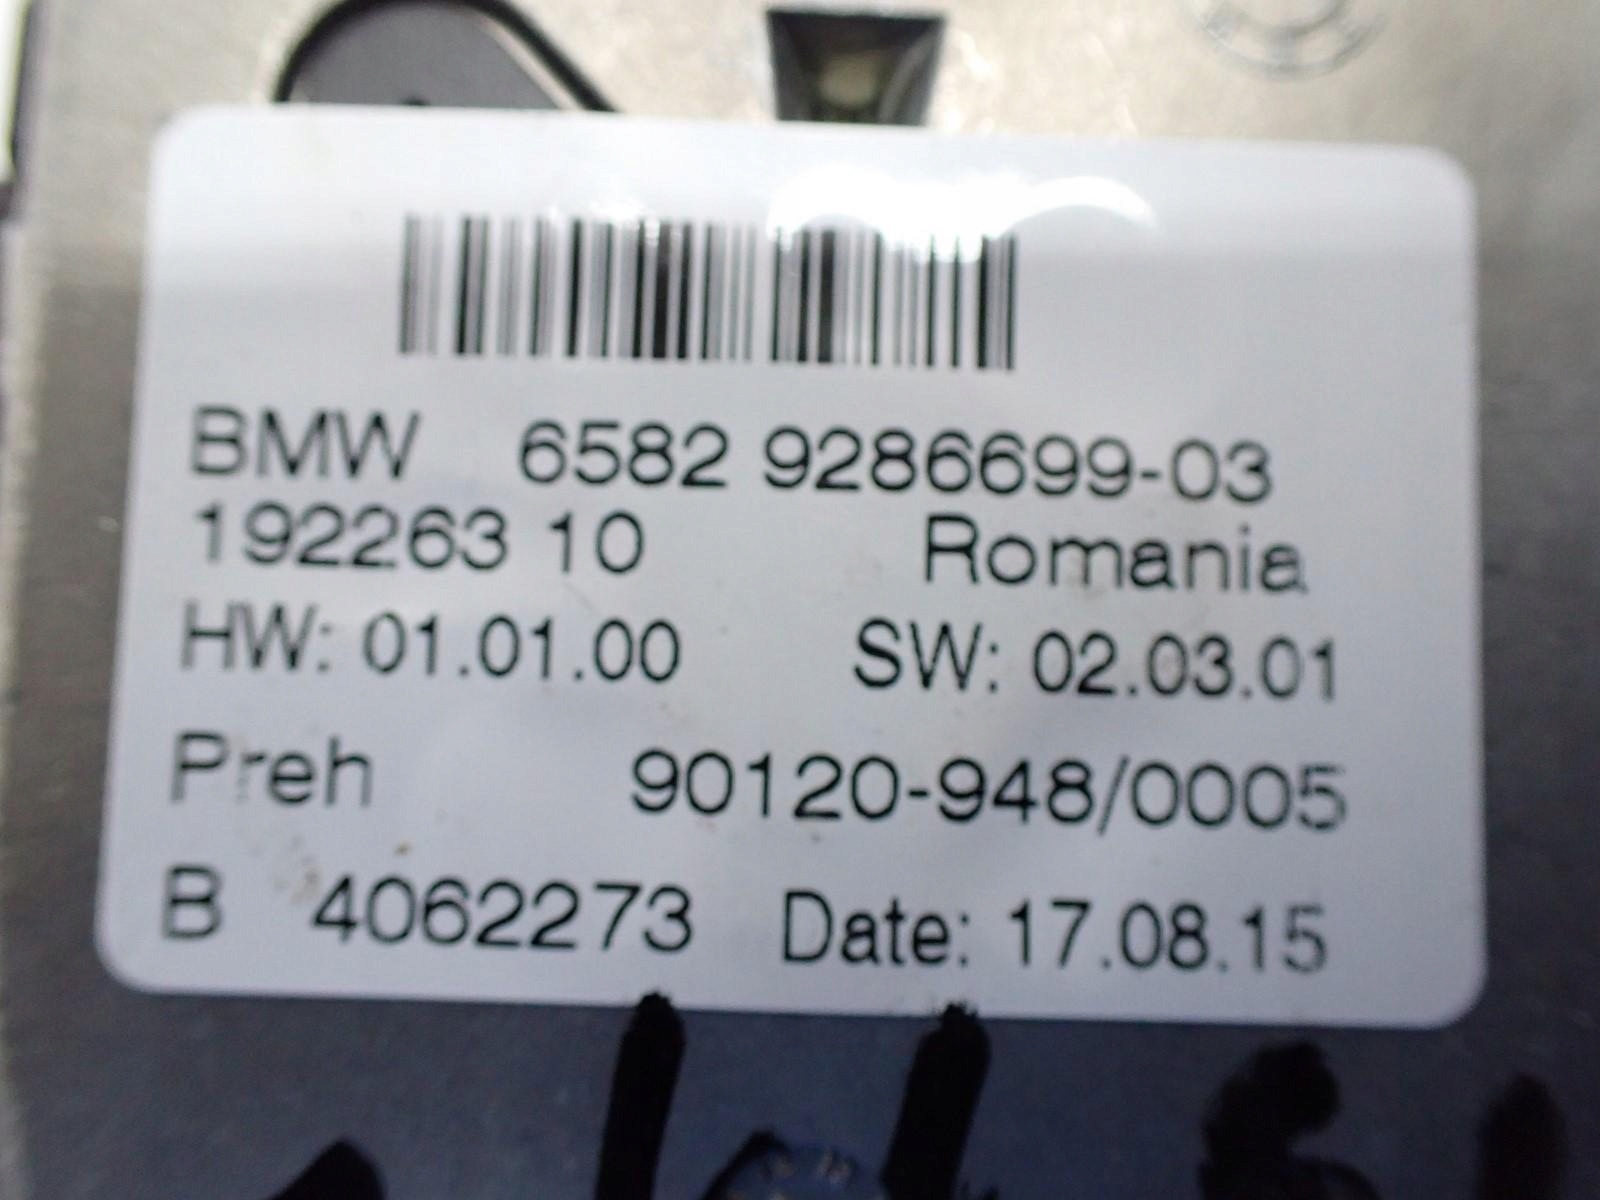 BMW 6582 9286699-03
192263 10 Romania
HW: 01.01.00 SW: 02.03.01
Preh 90120-948/0005
B 4062273 Date: 17.08.15